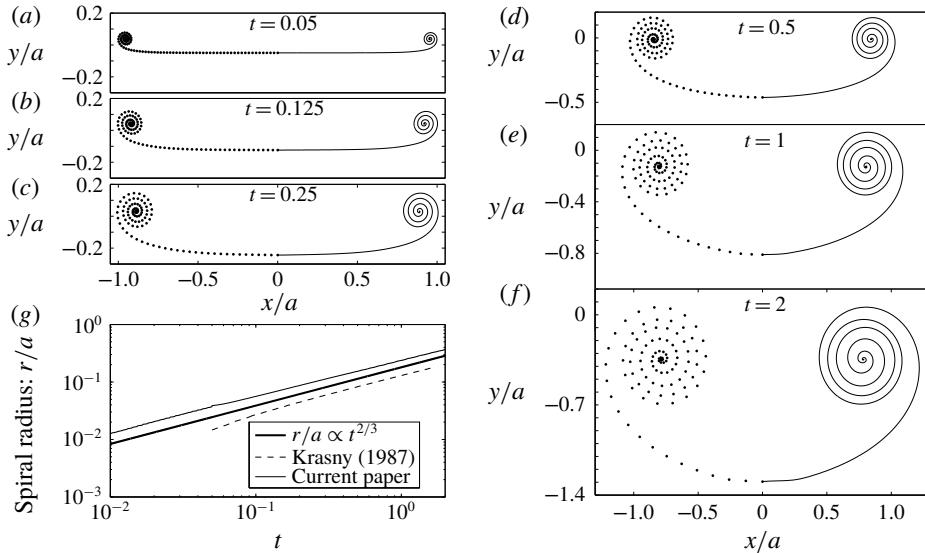 (a)
0.2
t = 0.05
y/a
−0.2
(b)
0.2
t = 0.125
y/a
−0.2
(c)
0.2
t = 0.25
y/a
−0.2
−1.0
−0.5
0
0.5
1.0
x/a
(g)
10^0
10^−1
10^−2
10^−3
Spiral radius: r/a
r/a ∝ t^{2/3}
Krasny (1987)
Current paper
10^−2
10^−1
10^0
t
(d)
t = 0.5
0
y/a
−0.5
(e)
t = 1
0
−0.4
y/a
−0.8
(f)
t = 2
0
y/a
−0.7
−1.4
−1.0
−0.5
0
0.5
1.0
x/a